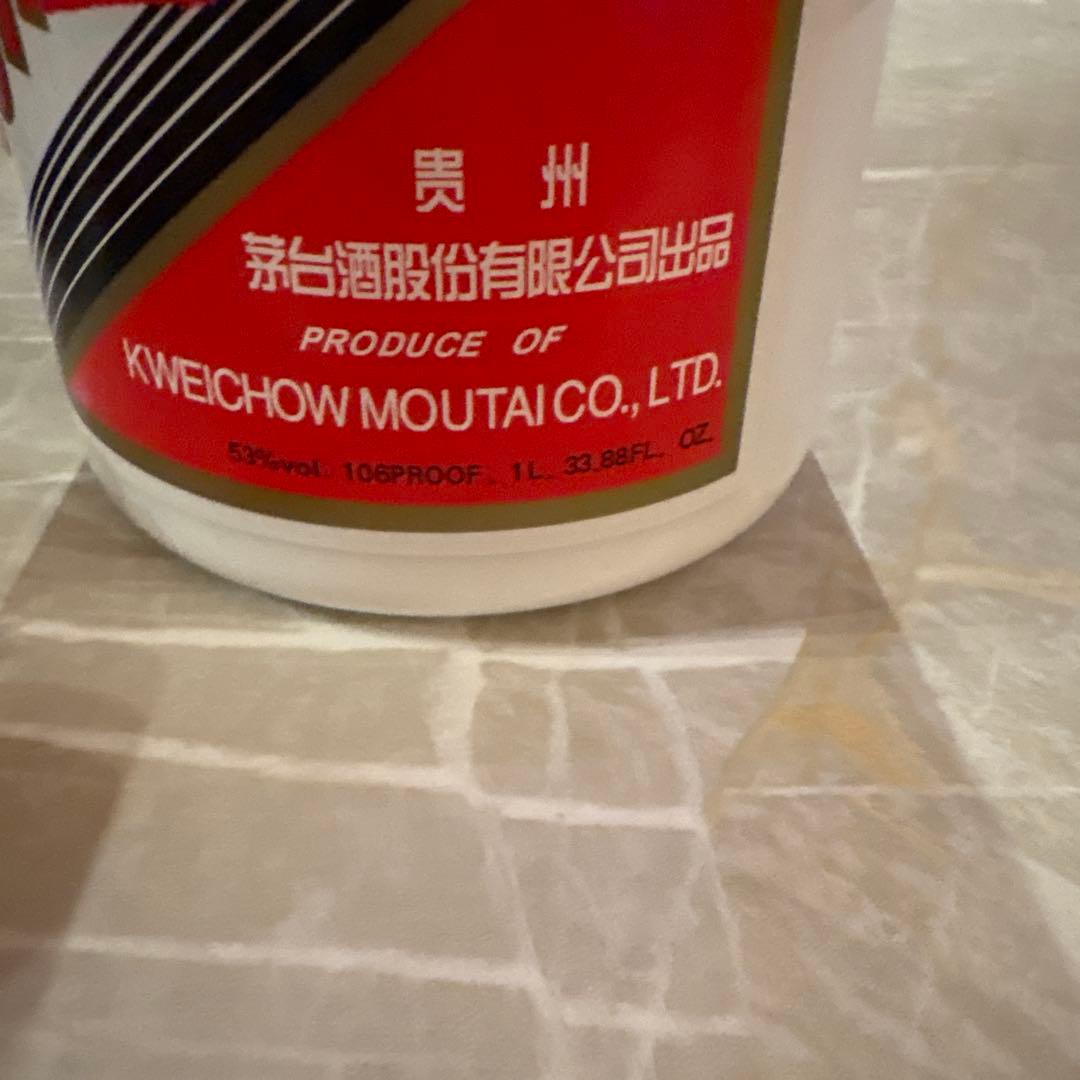 贵 州
茅台酒股份有限公司出品
PRODUCE OF
KWEICHOW MOUTAI CO., LTD.
53%vol. 106PROOF. 1L. 33.88FL. OZ.